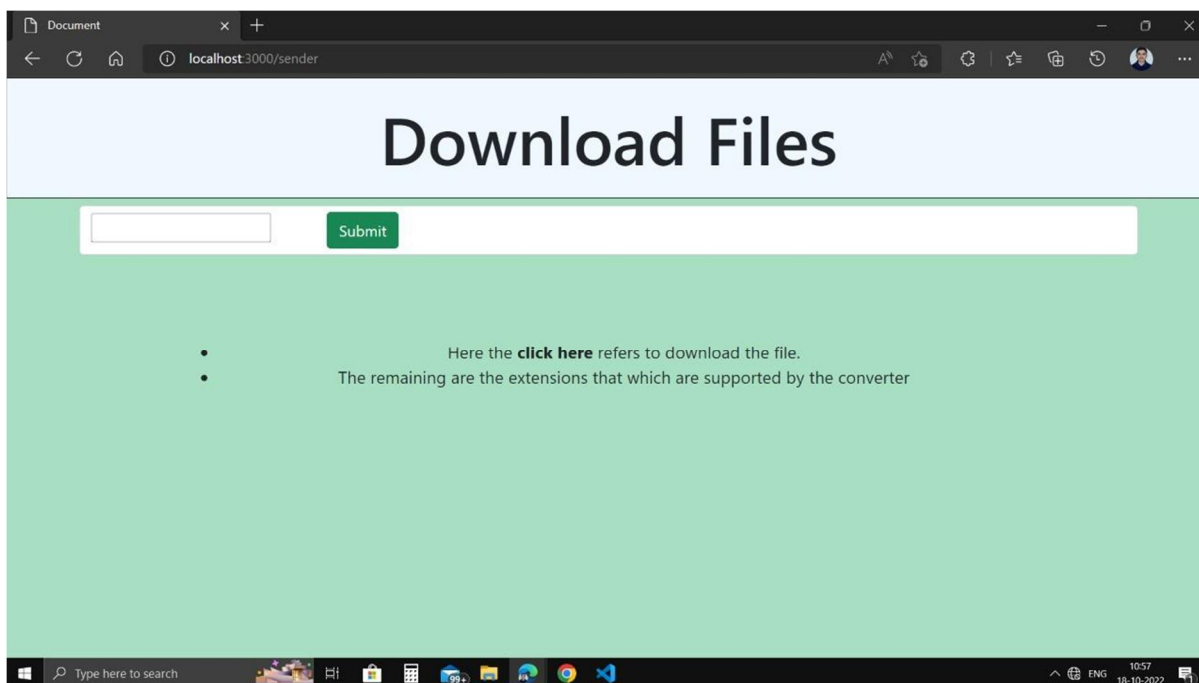 Document
localhost:3000/sender
Download Files
Submit
Here the click here refers to download the file.
The remaining are the extensions that which are supported by the converter
Type here to search
99+
ENG
10:57
18-10-2022